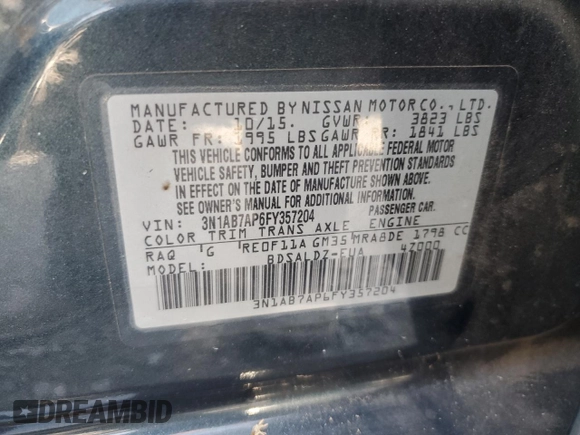 MANUFACTURED BY NISSAN MOTOR CO., LTD.
DATE: 10/15. GVWR: 3823 LBS
GAWR FR: 1995 LBS GAWR RR: 1841 LBS
THIS VEHICLE CONFORMS TO ALL APPLICABLE FEDERAL MOTOR
VEHICLE SAFETY, BUMPER AND THEFT PREVENTION STANDARDS
IN EFFECT ON THE DATE OF MANUFACTURE SHOWN ABOVE.
SEE OWNER'S MANUAL FOR ADDITIONAL INFORMATION
VIN: 3N1AB7AP6FY357204 PASSENGER CAR.
COLOR TRIM TRANS AXLE ENGINE
RAQ 'G 'RE0F11A GM35'MRA8DE 1798 CC
MODEL: BDSALDZ-EUA 42000
3N1AB7AP6FY357204
DREAMBID